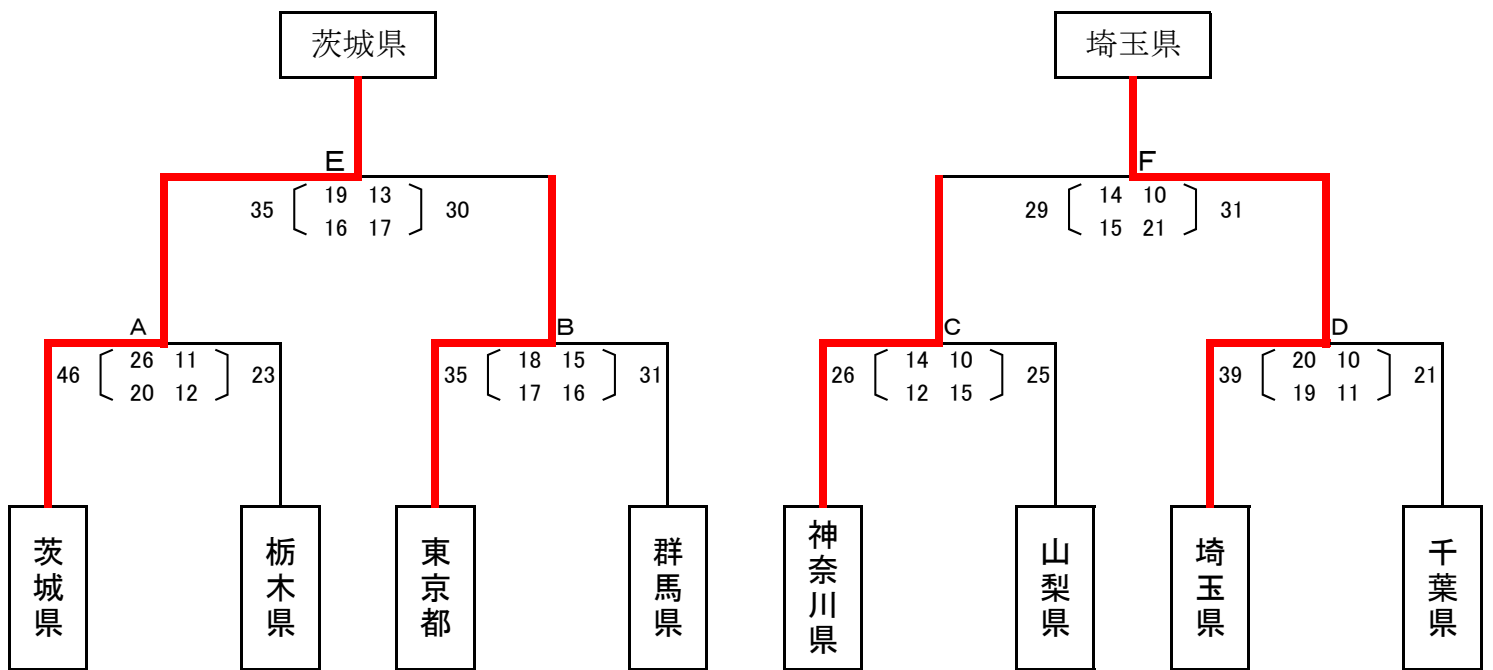 茨城県
埼玉県
E
F
35 19 13 30
16 17
29 14 10 31
15 21
A
B
C
D
46 26 11 23
20 12
35 18 15 31
17 16
26 14 10 25
12 15
39 20 10 21
19 11
茨城県
栃木県
東京都
群馬県
神奈川県
山梨県
埼玉県
千葉県